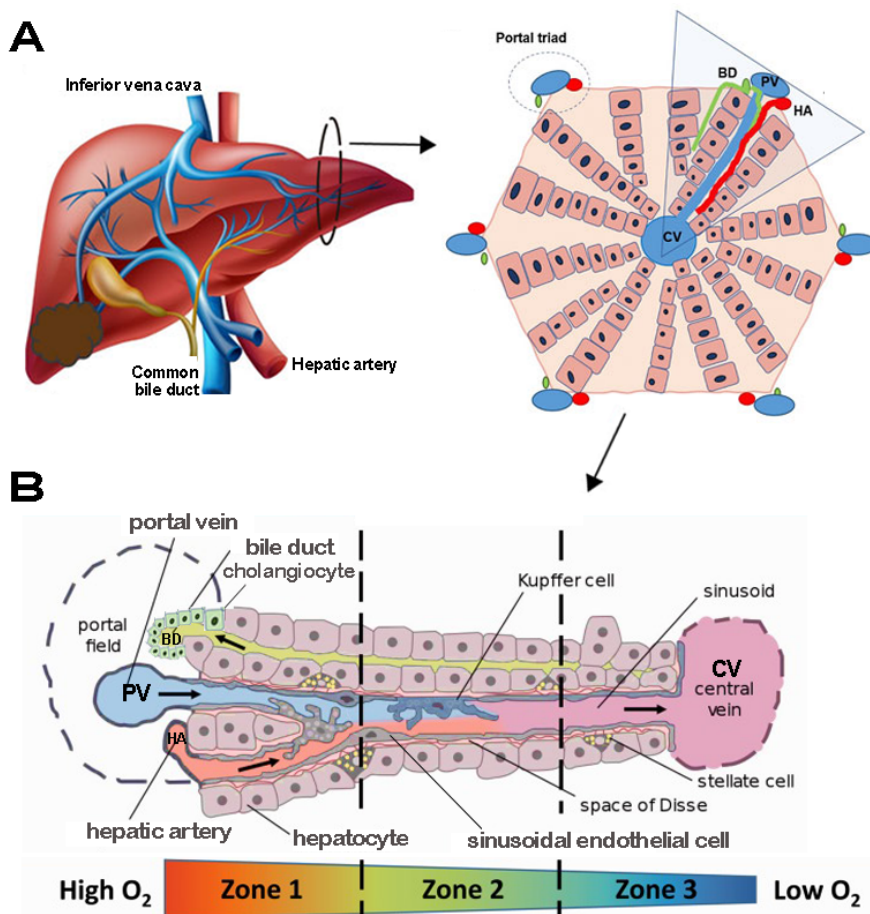 A
Inferior vena cava
Common
bile duct
Hepatic artery
Portal triad
BD
PV
HA
CV
B
portal vein
bile duct
cholangiocyte
Kupffer cell
sinusoid
portal
field
BD
PV
CV
central
vein
HA
stellate cell
space of Disse
hepatic artery
hepatocyte
sinusoidal endothelial cell
High O₂ Zone 1 Zone 2 Zone 3 Low O₂